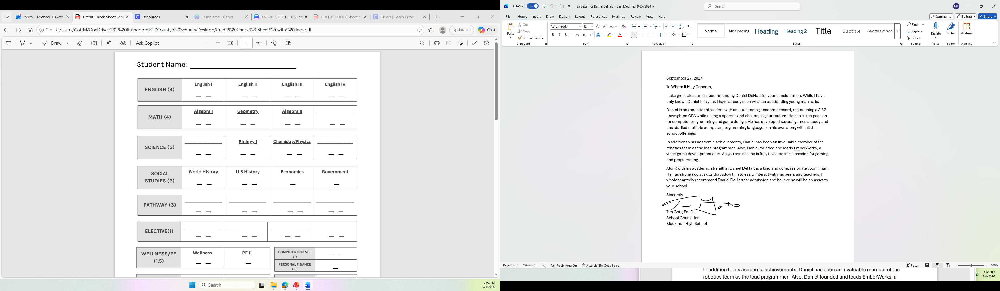 Inbox - Michael T. Gott
Credit Check Sheet with
Resources
Templates - Canva
CREDIT CHECK - US Let
CREDIT CHECK Sheet.p
Clever | Login Error
File C:/Users/GottM/OneDrive%20-%20Rutherford%20County%20Schools/Desktop/Credit%20Check%20Sheet%20with%20lines.pdf
Update
Chat
Draw
Ask Copilot
1 of 2
Student Name:
ENGLISH (4) English I English II English III English IV
MATH (4) Algebra I Geometry Algebra II
SCIENCE (3) Biology I Chemistry/Physics
SOCIAL
STUDIES (3)
World History U.S History Economics Government
PATHWAY (3)
ELECTIVE(1)
WELLNESS/PE
(1.5)
Wellness PE II
COMPUTER SCIENCE
(1)
PERSONAL FINANCE
(.5)
Search
2:01 PM
5/4/2026
AutoSave On 25 Letter for Daniel DeHart • Last Modified: 9/27/2024 Search MT
File Home Insert Draw Design Layout References Mailings Review View Help Comments Editing Share
Paste Cut
Copy
Format Painter
Clipboard
Aptos (Body) 12
Font
Paragraph
Normal No Spacing Heading Heading 2 Title Subtitle Subtle Empha
Styles
Find
Replace
Select
Editing
Dictate
Voice
Editor
Editor
Add-ins
Add-ins
September 27, 2024
To Whom It May Concern,
I take great pleasure in recommending Daniel DeHart for your consideration. While I have
only known Daniel this year, I have already seen what an outstanding young man he is.
Daniel is an exceptional student with an outstanding academic record, maintaining a 3.87
unweighted GPA while taking a rigorous and challenging curriculum. He has a true passion
for computer programming and game design. He has developed several games already and
has studied multiple computer programming languages on his own along with all the
school offerings.
In addition to his academic achievements, Daniel has been an invaluable member of the
robotics team as the lead programmer. Also, Daniel founded and leads EmberWorks, a
video game development club. As you can see, he is fully invested in his passion for gaming
and programming.
Along with his academic strengths, Daniel DeHart is a kind and compassionate young man.
He has strong social skills that allow him to easily interact with his peers and teachers. I
wholeheartedly recommend Daniel DeHart for admission and believe he will be an asset to
your school.
Sincerely,
Tim Gott
Tim Gott, Ed. D.
School Counselor
Blackman High School
Page 1 of 1 196 words Text Predictions: On Accessibility: Good to go Focus 100%
In addition to his academic achievements, Daniel has been an invaluable member of the
robotics team as the lead programmer. Also, Daniel founded and leads EmberWorks, a
2:01 PM
5/4/2026